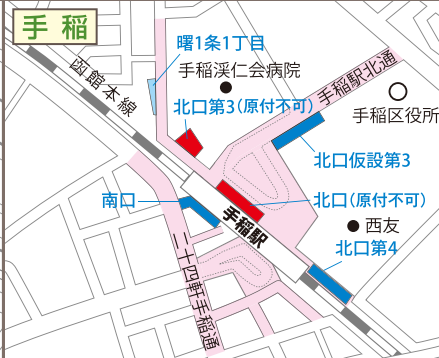 手稲
曙1条1丁目
函館本線
手稲渓仁会病院
手稲駅北通
手稲区役所
北口第3(原付不可)
北口仮設第3
南口
北口(原付不可)
手稲駅
西友
北口第4
二十四軒手稲通